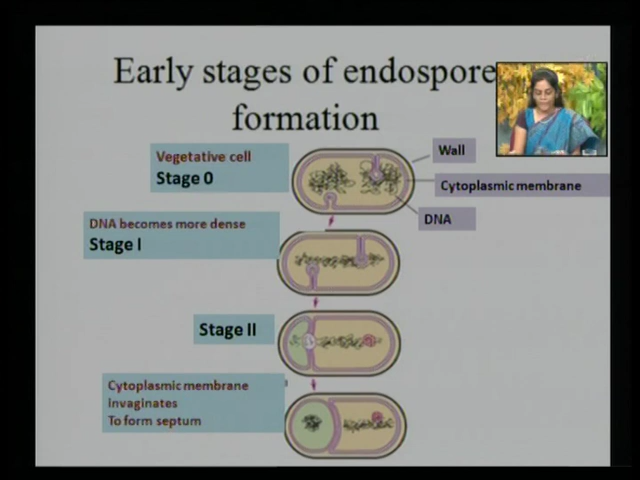 Early stages of endospore
formation
Vegetative cell
Stage 0
Wall
Cytoplasmic membrane
DNA
DNA becomes more dense
Stage I
Stage II
Cytoplasmic membrane
invaginates
To form septum